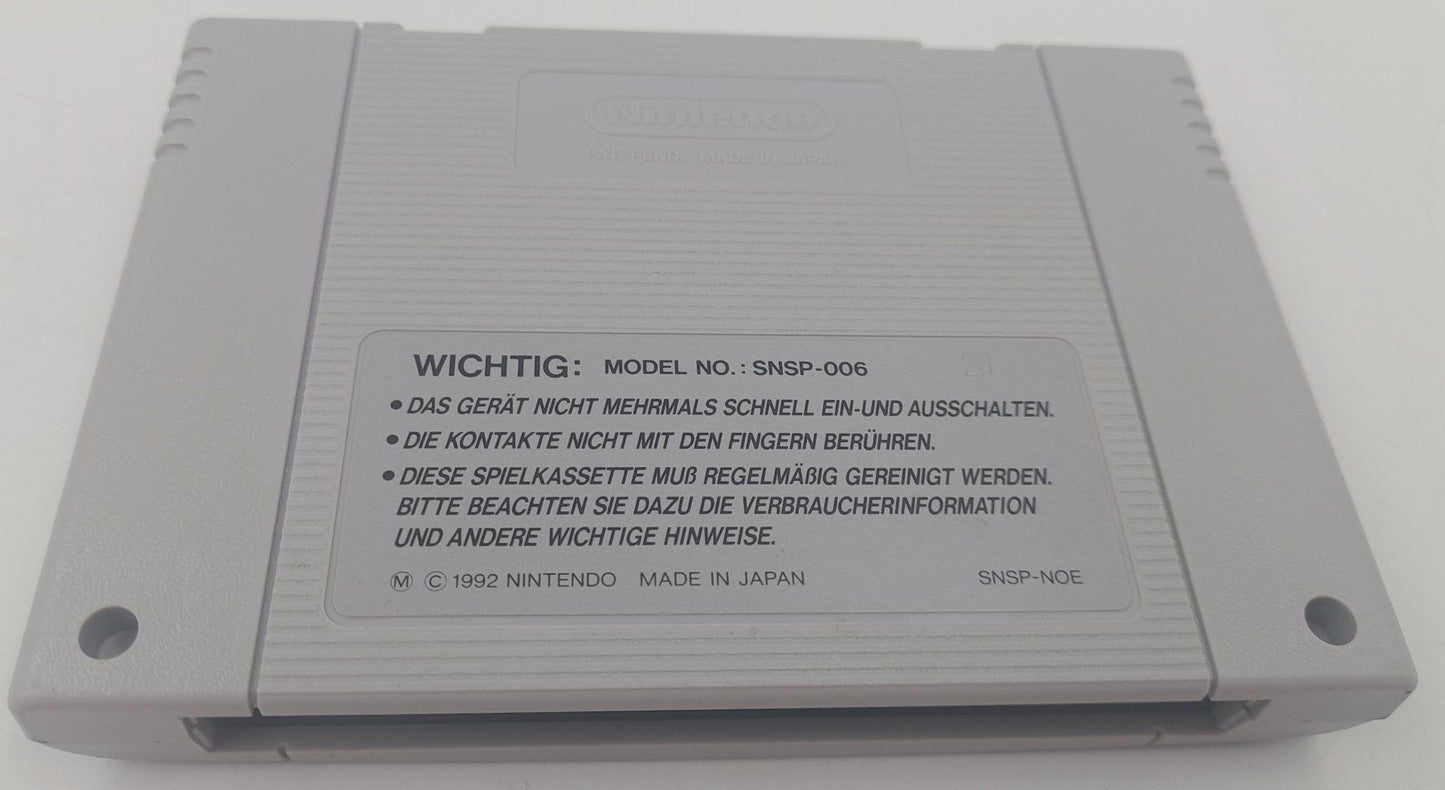 Nintendo
PAT. PEND. MADE IN JAPAN
WICHTIG: MODEL NO.: SNSP-006 20
• DAS GERÄT NICHT MEHRMALS SCHNELL EIN-UND AUSSCHALTEN.
• DIE KONTAKTE NICHT MIT DEN FINGERN BERÜHREN.
• DIESE SPIELKASSETTE MUß REGELMÄßIG GEREINIGT WERDEN.
BITTE BEACHTEN SIE DAZU DIE VERBRAUCHERINFORMATION
UND ANDERE WICHTIGE HINWEISE.
Ⓜ © 1992 NINTENDO MADE IN JAPAN SNSP-NOE